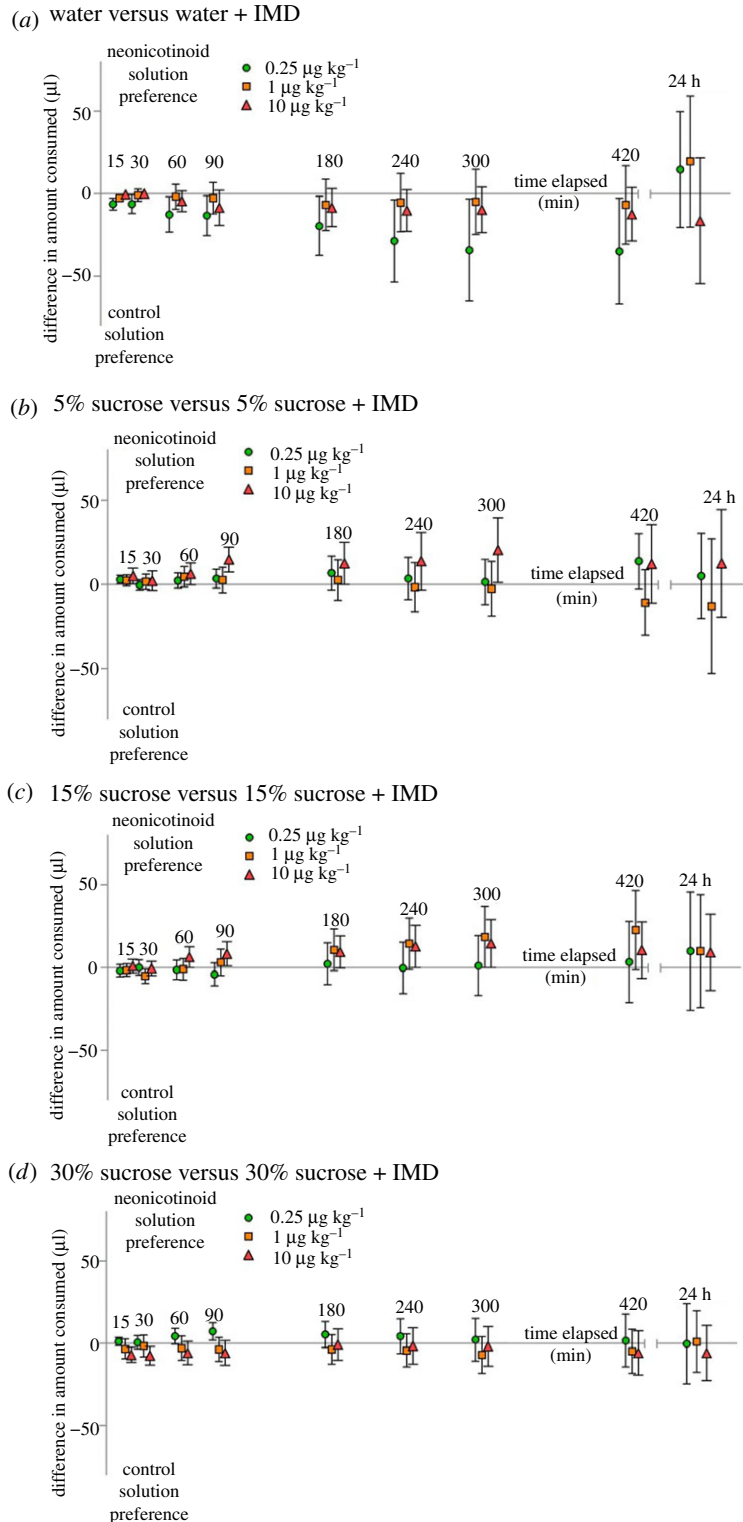 (a) water versus water + IMD
neonicotinoid
solution
preference
0.25 µg kg⁻¹
1 µg kg⁻¹
10 µg kg⁻¹
24 h
50
15 30 60 90 180 240 300 420
time elapsed
(min)
0
−50
difference in amount consumed (µl)
control
solution
preference
(b) 5% sucrose versus 5% sucrose + IMD
neonicotinoid
solution
preference
0.25 µg kg⁻¹
1 µg kg⁻¹
10 µg kg⁻¹
50
15 30 60 90 180 240 300 420 24 h
time elapsed
(min)
0
−50
difference in amount consumed (µl)
control
solution
preference
(c) 15% sucrose versus 15% sucrose + IMD
neonicotinoid
solution
preference
0.25 µg kg⁻¹
1 µg kg⁻¹
10 µg kg⁻¹
50
15 30 60 90 180 240 300 420 24 h
time elapsed
(min)
0
−50
difference in amount consumed (µl)
control
solution
preference
(d) 30% sucrose versus 30% sucrose + IMD
neonicotinoid
solution
preference
0.25 µg kg⁻¹
1 µg kg⁻¹
10 µg kg⁻¹
50
15 30 60 90 180 240 300 420 24 h
time elapsed
(min)
0
−50
difference in amount consumed (µl)
control
solution
preference